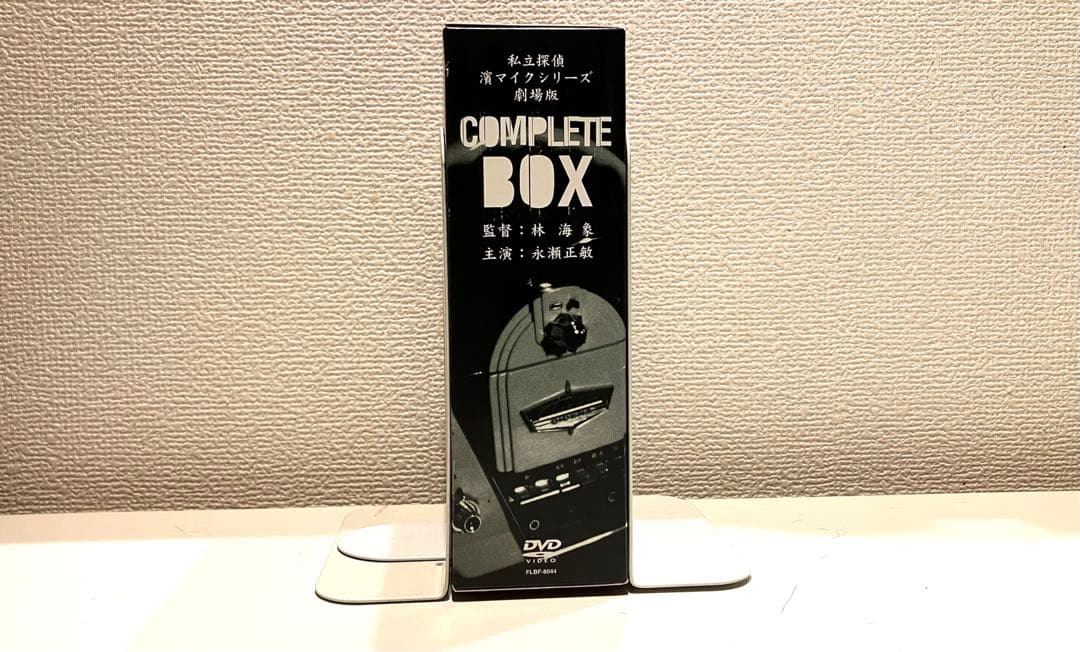 私立探偵
濱マイクシリーズ
劇場版
COMPLETE
BOX
監督：林 海 象
主演：永瀬正敏
DVD
VIDEO
FLBF-8044